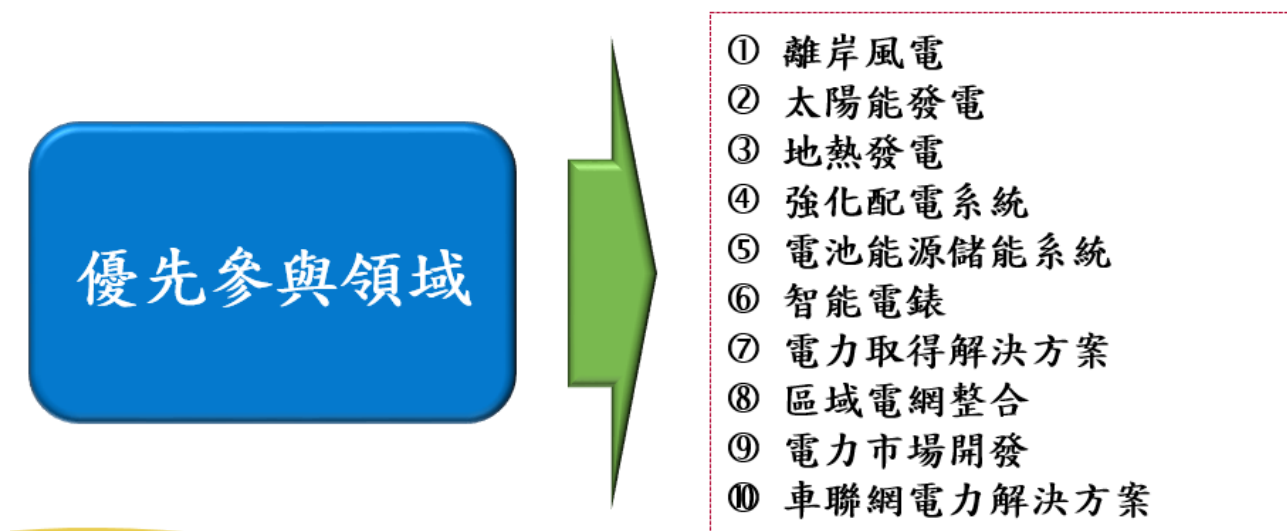 優先參與領域
① 離岸風電
② 太陽能發電
③ 地熱發電
④ 強化配電系統
⑤ 電池能源儲能系統
⑥ 智能電錶
⑦ 電力取得解決方案
⑧ 區域電網整合
⑨ 電力市場開發
⑩ 車聯網電力解決方案